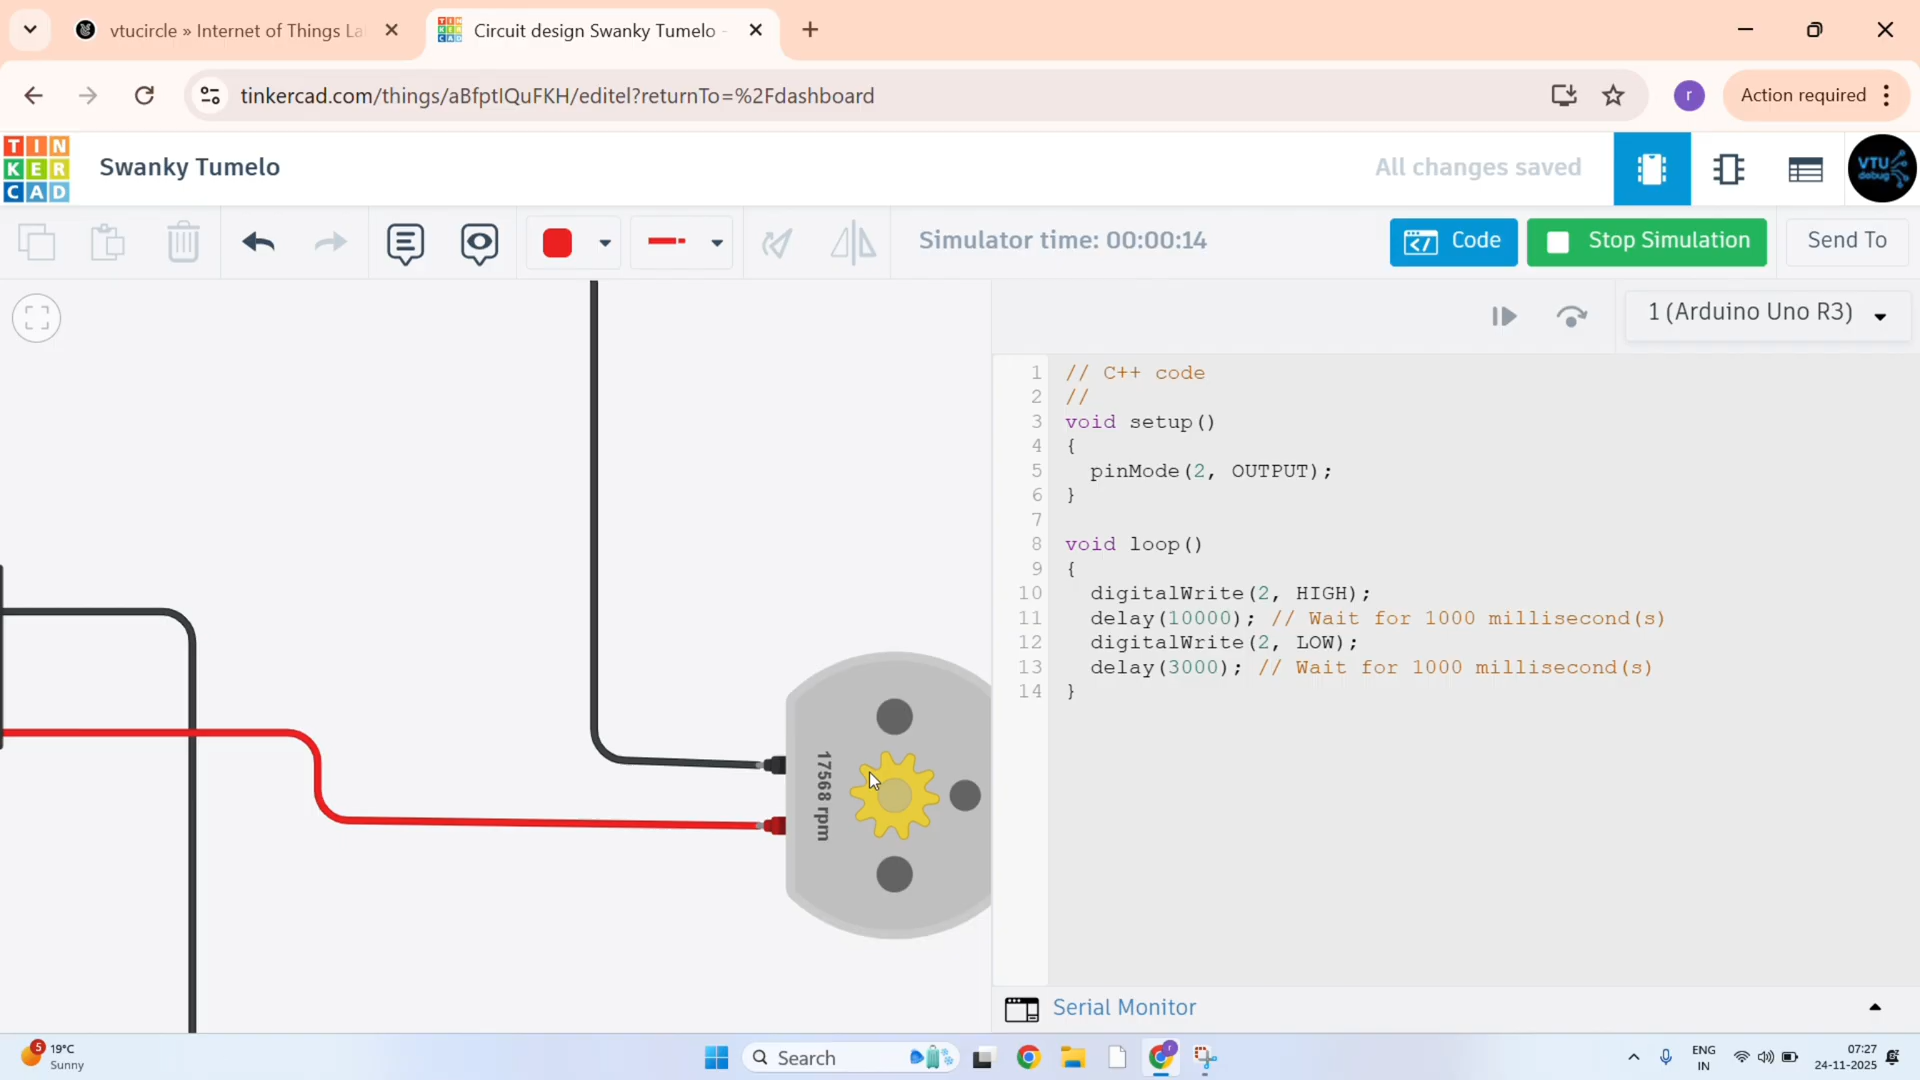 vtucircle » Internet of Things La
Circuit design Swanky Tumelo -
tinkercad.com/things/aBfptIQuFKH/editel?returnTo=%2Fdashboard
r
Action required
TIN
KER
CAD
Swanky Tumelo
All changes saved
VTU
debug
Simulator time: 00:00:14
Code
Stop Simulation
Send To
1 (Arduino Uno R3)
1 // C++ code
2 //
3 void setup()
4 {
5 pinMode(2, OUTPUT);
6 }
7
8 void loop()
9 {
10 digitalWrite(2, HIGH);
11 delay(10000); // Wait for 1000 millisecond(s)
12 digitalWrite(2, LOW);
13 delay(3000); // Wait for 1000 millisecond(s)
14 }
17568 rpm
Serial Monitor
5
19°C
Sunny
Search
r
ENG
IN
07:27
24-11-2025